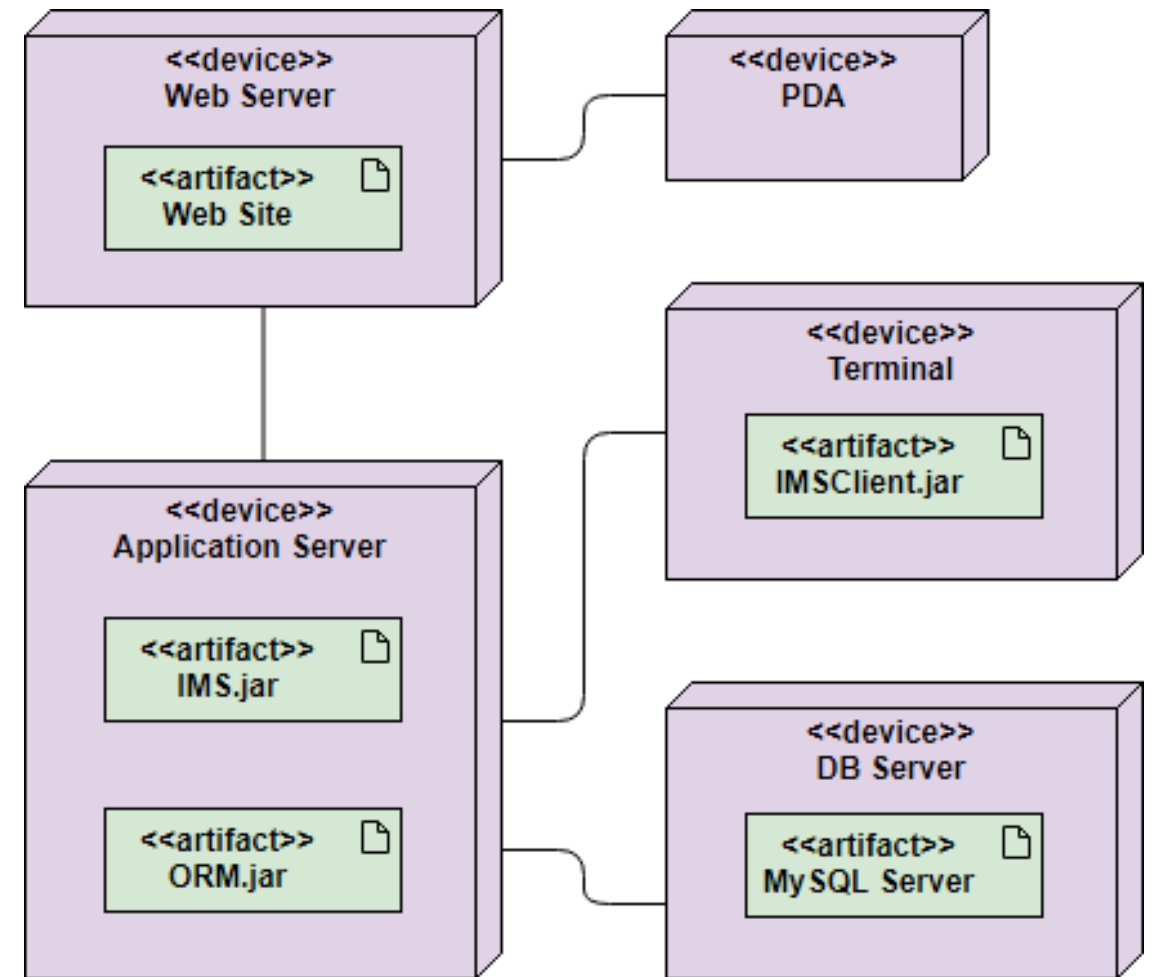 <<device>>
Web Server
<<artifact>>
Web Site
<<device>>
PDA
<<device>>
Terminal
<<artifact>>
IMSClient.jar
<<device>>
Application Server
<<artifact>>
IMS.jar
<<artifact>>
ORM.jar
<<device>>
DB Server
<<artifact>>
MySQL Server